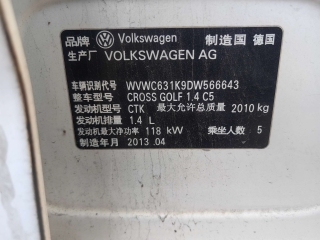 品牌 Volkswagen 制造国 德国
生产厂 VOLKSWAGEN AG
车辆识别代号 WVWC631K9DW566643
整车型号 CROSS GOLF 1.4 C5
发动机型号 CTK 最大允许总质量 2010 kg
发动机排量 1.4 L
发动机最大净功率 118 kW 乘坐人数 5
制造年月 2013 .04